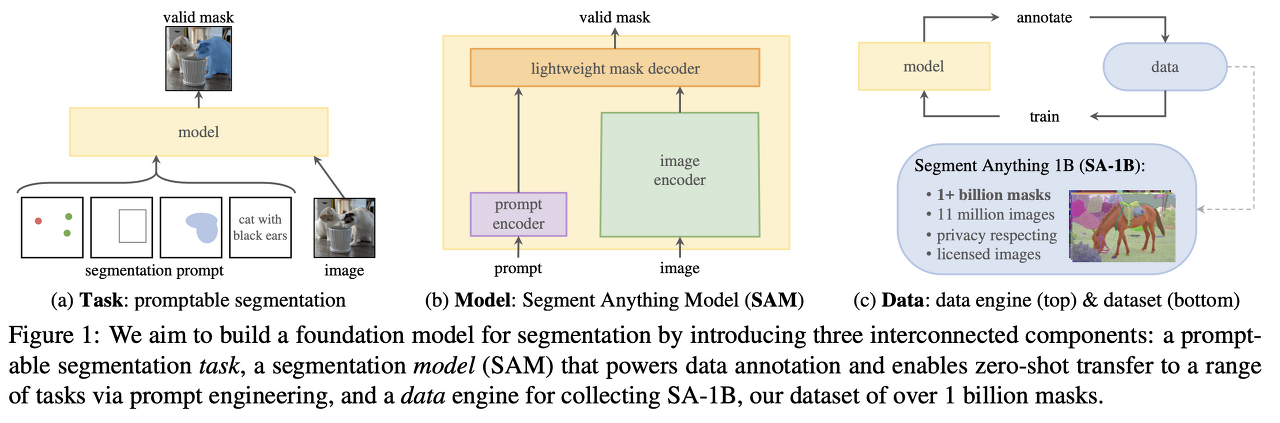 valid mask
model
cat with
black ears
segmentation prompt
image
(a) Task: promptable segmentation
valid mask
lightweight mask decoder
image
encoder
prompt
encoder
prompt
image
(b) Model: Segment Anything Model (SAM)
annotate
model
data
train
Segment Anything 1B (SA-1B):
• 1+ billion masks
• 11 million images
• privacy respecting
• licensed images
(c) Data: data engine (top) & dataset (bottom)
Figure 1: We aim to build a foundation model for segmentation by introducing three interconnected components: a prompt-
able segmentation task, a segmentation model (SAM) that powers data annotation and enables zero-shot transfer to a range
of tasks via prompt engineering, and a data engine for collecting SA-1B, our dataset of over 1 billion masks.